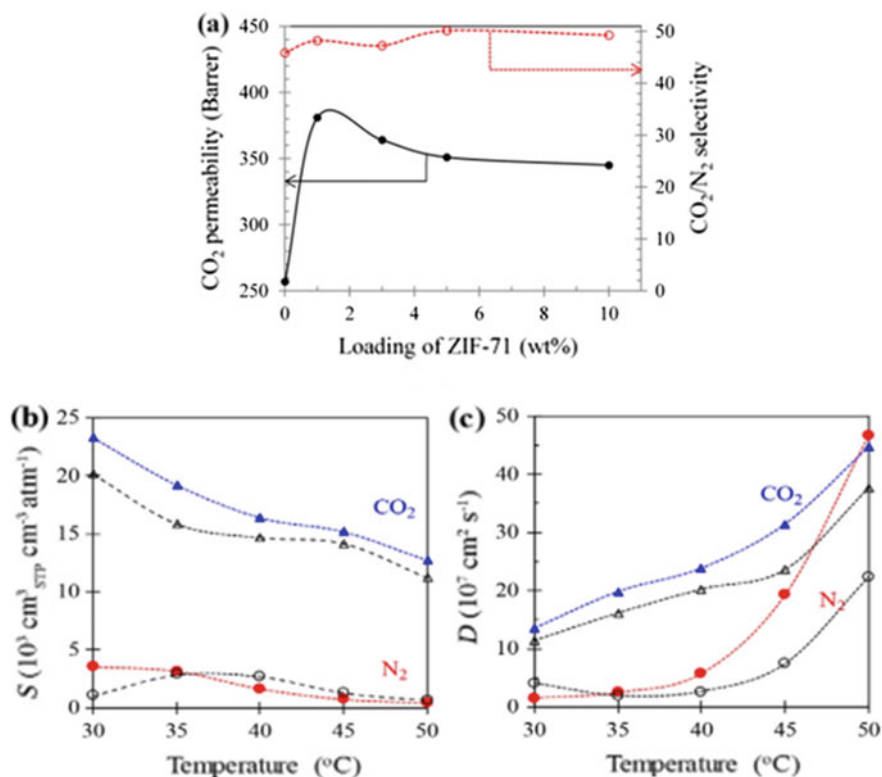 (a)
450
400
350
300
250
CO₂ permeability (Barrer)
50
40
30
20
10
0
CO₂/N₂ selectivity
0 2 4 6 8 10
Loading of ZIF-71 (wt%)
(b)
25
20
15
10
5
0
S (10³ cm³STP cm⁻³ atm⁻¹)
CO₂
N₂
30 35 40 45 50
Temperature (°C)
(c)
50
40
30
20
10
0
D (10⁷ cm² s⁻¹)
CO₂
N₂
30 35 40 45 50
Temperature (°C)